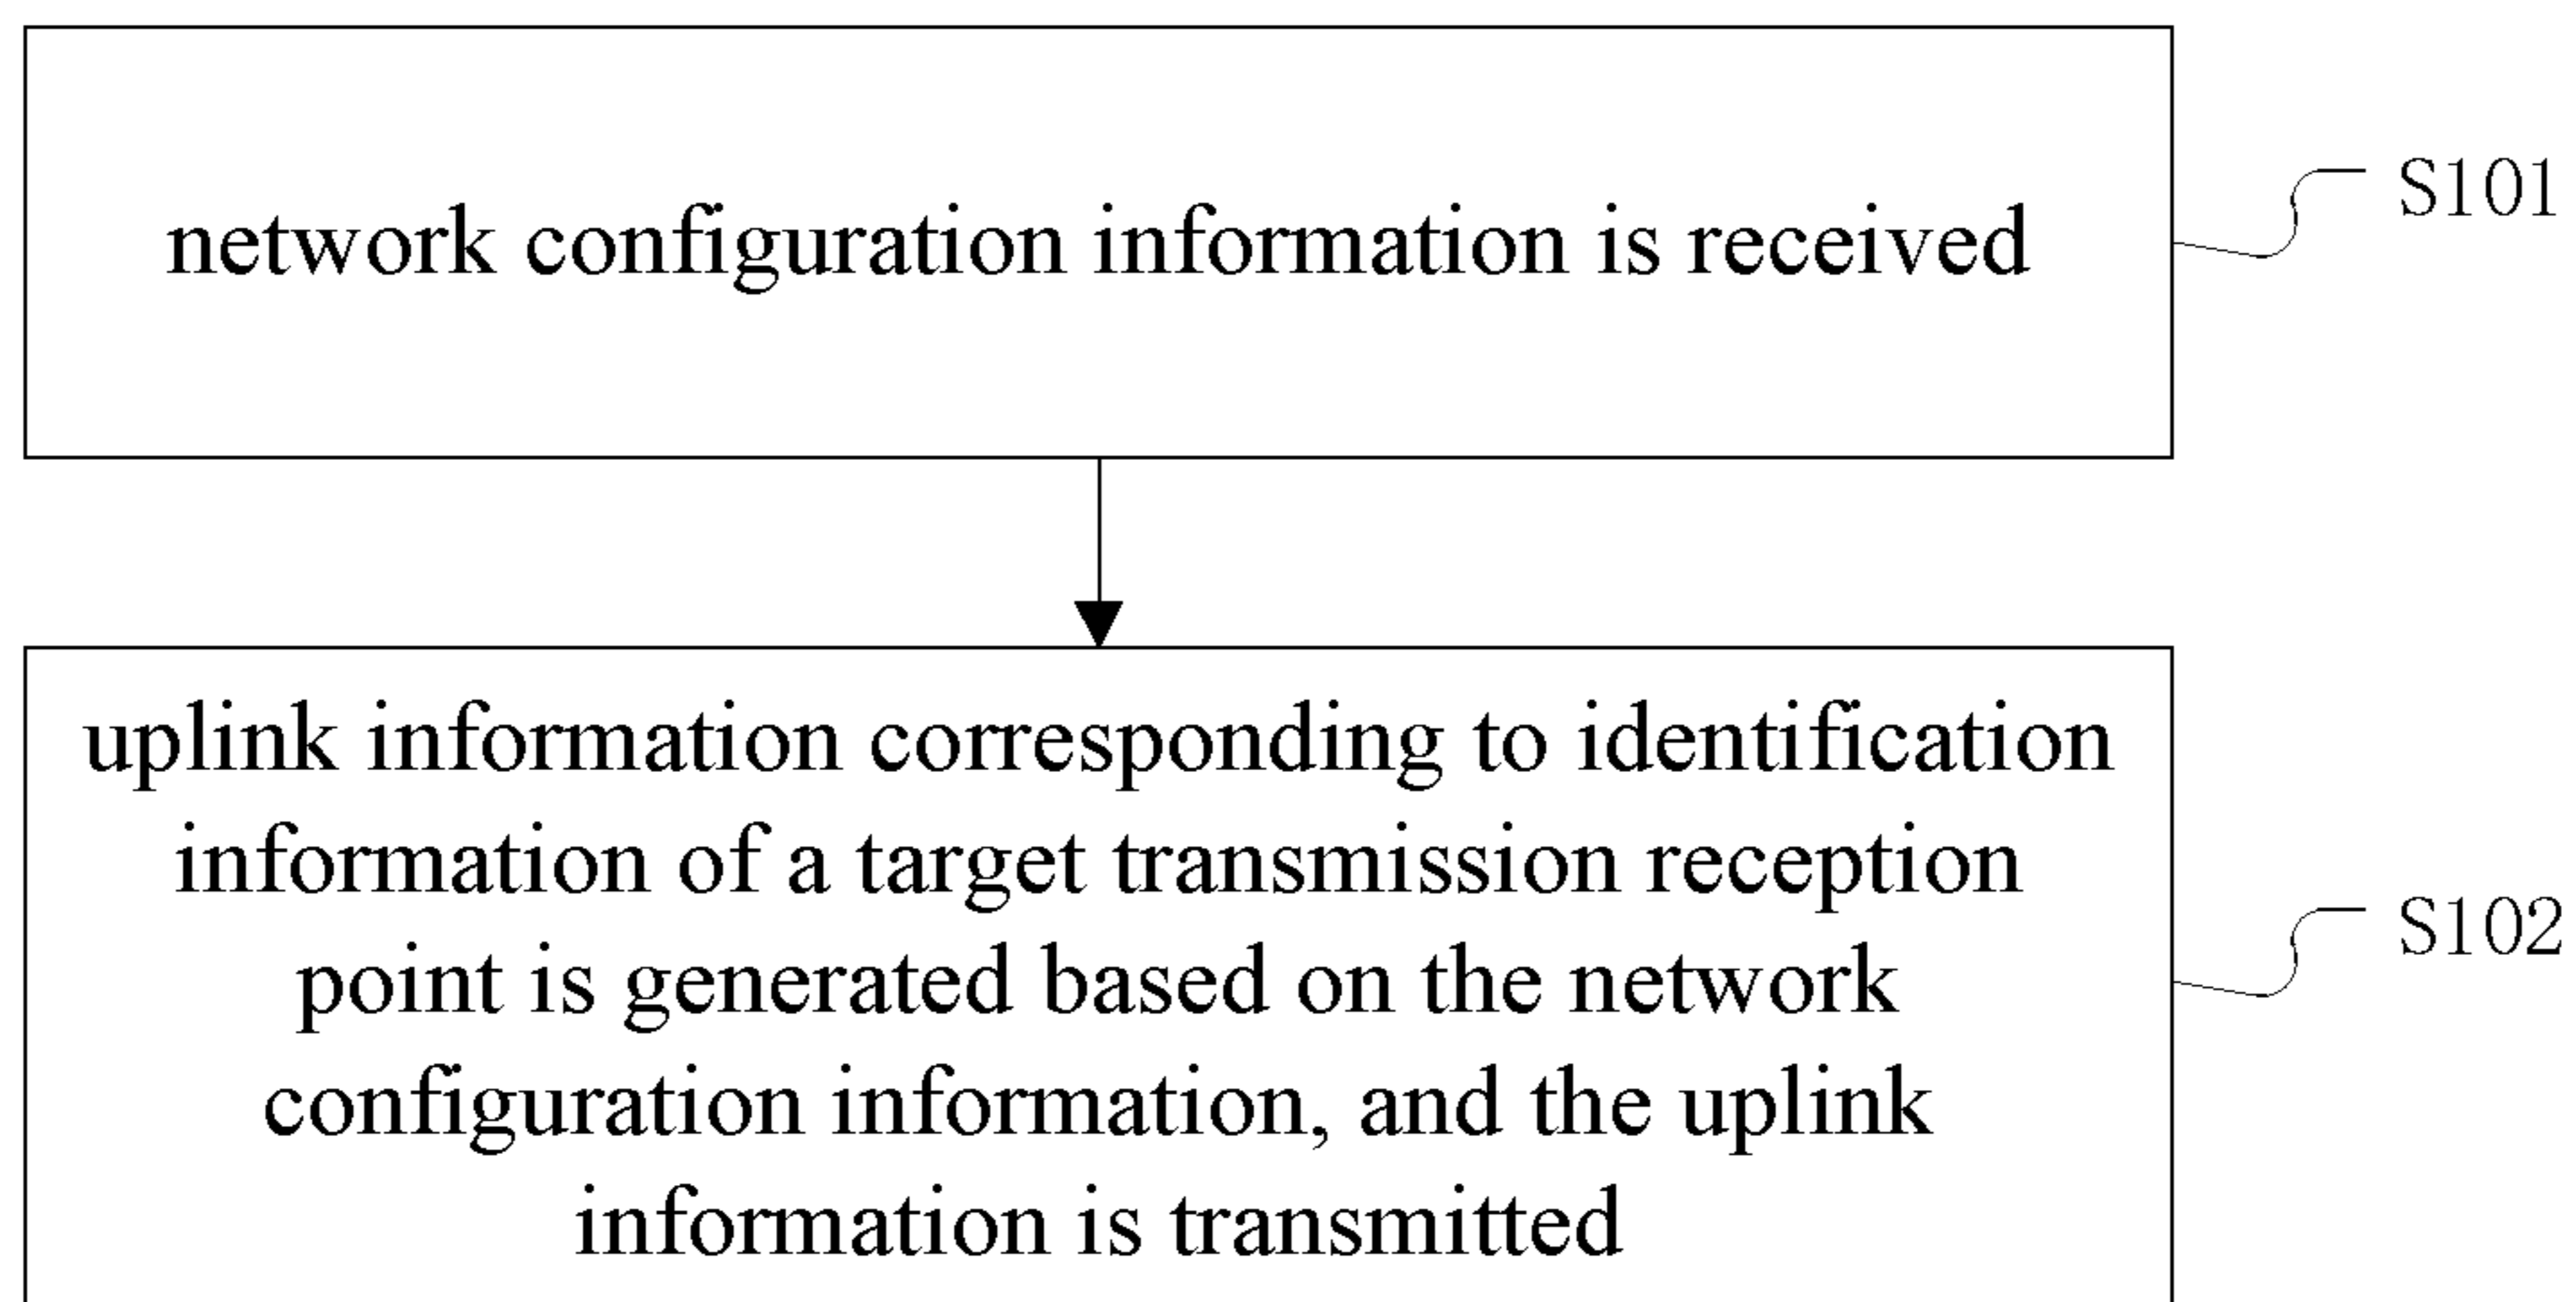 network configuration information is received
S101
uplink information corresponding to identification
information of a target transmission reception
point is generated based on the network
configuration information, and the uplink
information is transmitted
S102